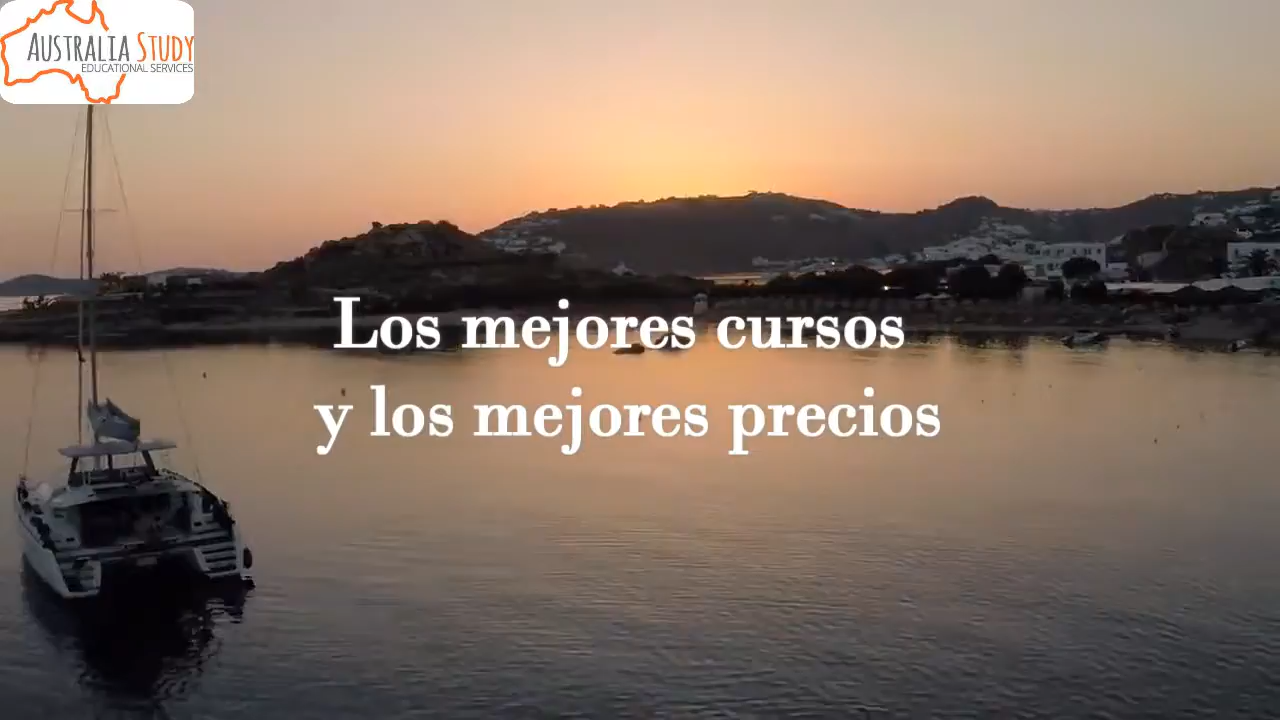 AUSTRALIA STUDY
EDUCATIONAL SERVICES
Los mejores cursos
y los mejores precios